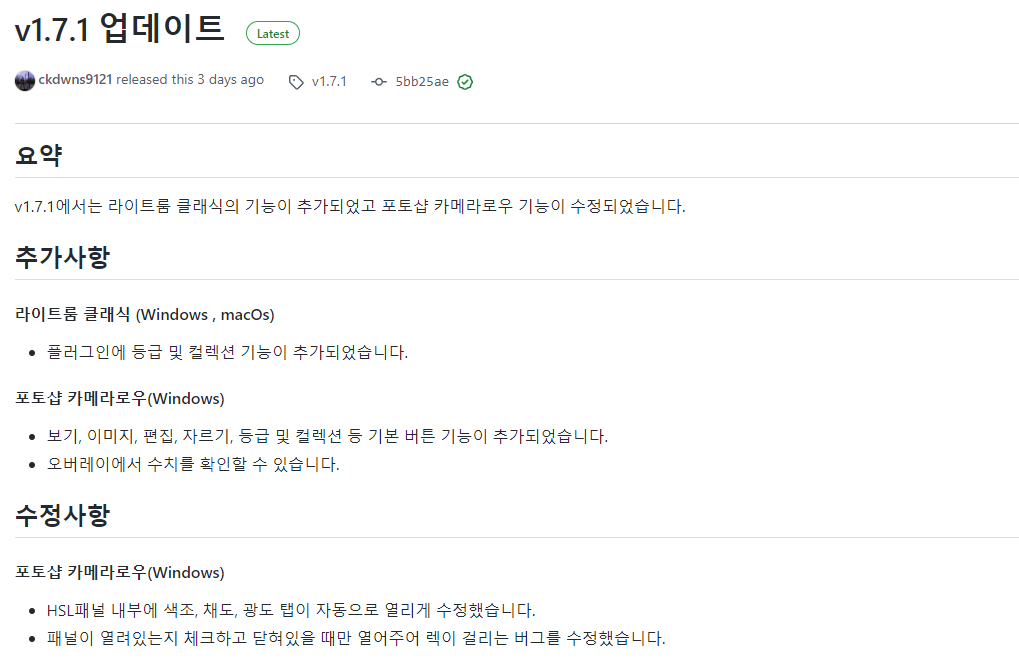 v1.7.1 업데이트 Latest
ckdwns9121 released this 3 days ago v1.7.1 5bb25ae
요약
v1.7.1에서는 라이트룸 클래식의 기능이 추가되었고 포토샵 카메라로우 기능이 수정되었습니다.
추가사항
라이트룸 클래식 (Windows , macOs)
플러그인에 등급 및 컬렉션 기능이 추가되었습니다.
포토샵 카메라로우(Windows)
보기, 이미지, 편집, 자르기, 등급 및 컬렉션 등 기본 버튼 기능이 추가되었습니다.
오버레이에서 수치를 확인할 수 있습니다.
수정사항
포토샵 카메라로우(Windows)
HSL패널 내부에 색조, 채도, 광도 탭이 자동으로 열리게 수정했습니다.
패널이 열려있는지 체크하고 닫혀있을 때만 열어주어 렉이 걸리는 버그를 수정했습니다.